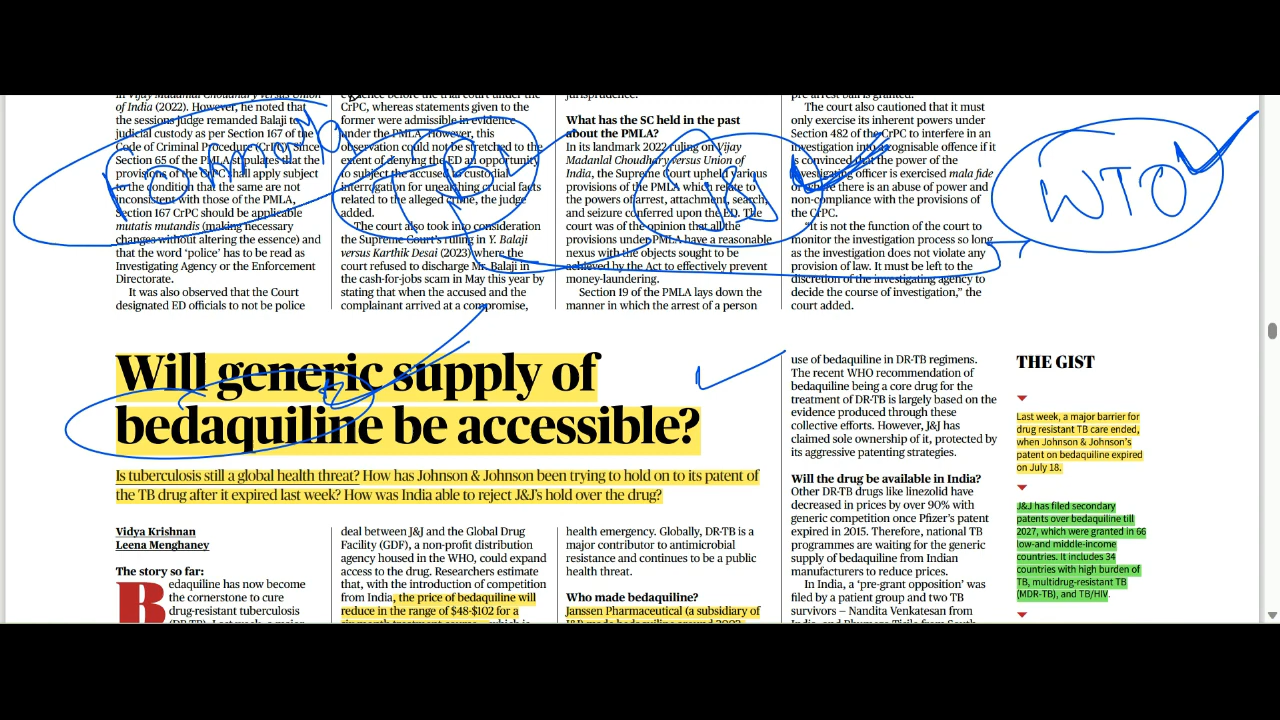 in Vijay Madanlal Choudhary versus Union
of India (2022). However, he noted that
the sessions judge remanded Balaji to
judicial custody as per Section 167 of the
Code of Criminal Procedure (CrPC). Since
Section 65 of the PMLA stipulates that the
provisions of the CrPC shall apply subject
to the condition that the same are not
inconsistent with those of the PMLA,
Section 167 CrPC should be applicable
mutatis mutandis (making necessary
changes without altering the essence) and
that the word ‘police’ has to be read as
Investigating Agency or the Enforcement
Directorate.
It was also observed that the Court
designated ED officials to not be police
evidence before the trial court under the
CrPC, whereas statements given to the
former were admissible in evidence
under the PMLA. However, this
observation could not be stretched to the
extent of denying the ED an opportunity
to subject the accused to custodial
interrogation for unearthing crucial facts
related to the alleged crime, the judge
added.
The court also took into consideration
the Supreme Court’s ruling in Y. Balaji
versus Karthik Desai (2023) where the
court refused to discharge Mr. Balaji in
the cash-for-jobs scam in May this year by
stating that when the accused and the
complainant arrived at a compromise,
jurisprudence.
What has the SC held in the past
about the PMLA?
In its landmark 2022 ruling on Vijay
Madanlal Choudhary versus Union of
India, the Supreme Court upheld various
provisions of the PMLA which relate to
the powers of arrest, attachment, search,
and seizure conferred upon the ED. The
court was of the opinion that all the
provisions under PMLA have a reasonable
nexus with the objects sought to be
achieved by the Act to effectively prevent
money-laundering.
Section 19 of the PMLA lays down the
manner in which the arrest of a person
pre arrest bail is granted.
The court also cautioned that it must
only exercise its inherent powers under
Section 482 of the CrPC to interfere in an
investigation into a cognisable offence if it
is convinced that the power of the
investigating officer is exercised mala fide
or where there is an abuse of power and
non-compliance with the provisions of
the CrPC.
“It is not the function of the court to
monitor the investigation process so long
as the investigation does not violate any
provision of law. It must be left to the
discretion of the investigating agency to
decide the course of investigation,” the
court added.
WTO
Will generic supply of
bedaquiline be accessible?
Is tuberculosis still a global health threat? How has Johnson & Johnson been trying to hold on to its patent of
the TB drug after it expired last week? How was India able to reject J&J’s hold over the drug?
Vidya Krishnan
Leena Menghaney
The story so far:
Bedaquiline has now become
the cornerstone to cure
drug-resistant tuberculosis
(DR-TB). Last week, a major
deal between J&J and the Global Drug
Facility (GDF), a non-profit distribution
agency housed in the WHO, could expand
access to the drug. Researchers estimate
that, with the introduction of competition
from India, the price of bedaquiline will
reduce in the range of $48-$102 for a
six-month treatment course — which is
health emergency. Globally, DR-TB is a
major contributor to antimicrobial
resistance and continues to be a public
health threat.
Who made bedaquiline?
Janssen Pharmaceutical (a subsidiary of
J&J) made bedaquiline around 2002
use of bedaquiline in DR-TB regimens.
The recent WHO recommendation of
bedaquiline being a core drug for the
treatment of DR-TB is largely based on the
evidence produced through these
collective efforts. However, J&J has
claimed sole ownership of it, protected by
its aggressive patenting strategies.
Will the drug be available in India?
Other DR-TB drugs like linezolid have
decreased in prices by over 90% with
generic competition once Pfizer’s patent
expired in 2015. Therefore, national TB
programmes are waiting for the generic
supply of bedaquiline from Indian
manufacturers to reduce prices.
In India, a ‘pre-grant opposition’ was
filed by a patient group and two TB
survivors — Nandita Venkatesan from
India, and Phumeza Tisile from South
THE GIST
Last week, a major barrier for
drug resistant TB care ended,
when Johnson & Johnson’s
patent on bedaquiline expired
on July 18.
J&J has filed secondary
patents over bedaquiline till
2027, which were granted in 66
low-and middle-income
countries. It includes 34
countries with high burden of
TB, multidrug-resistant TB
(MDR-TB), and TB/HIV.